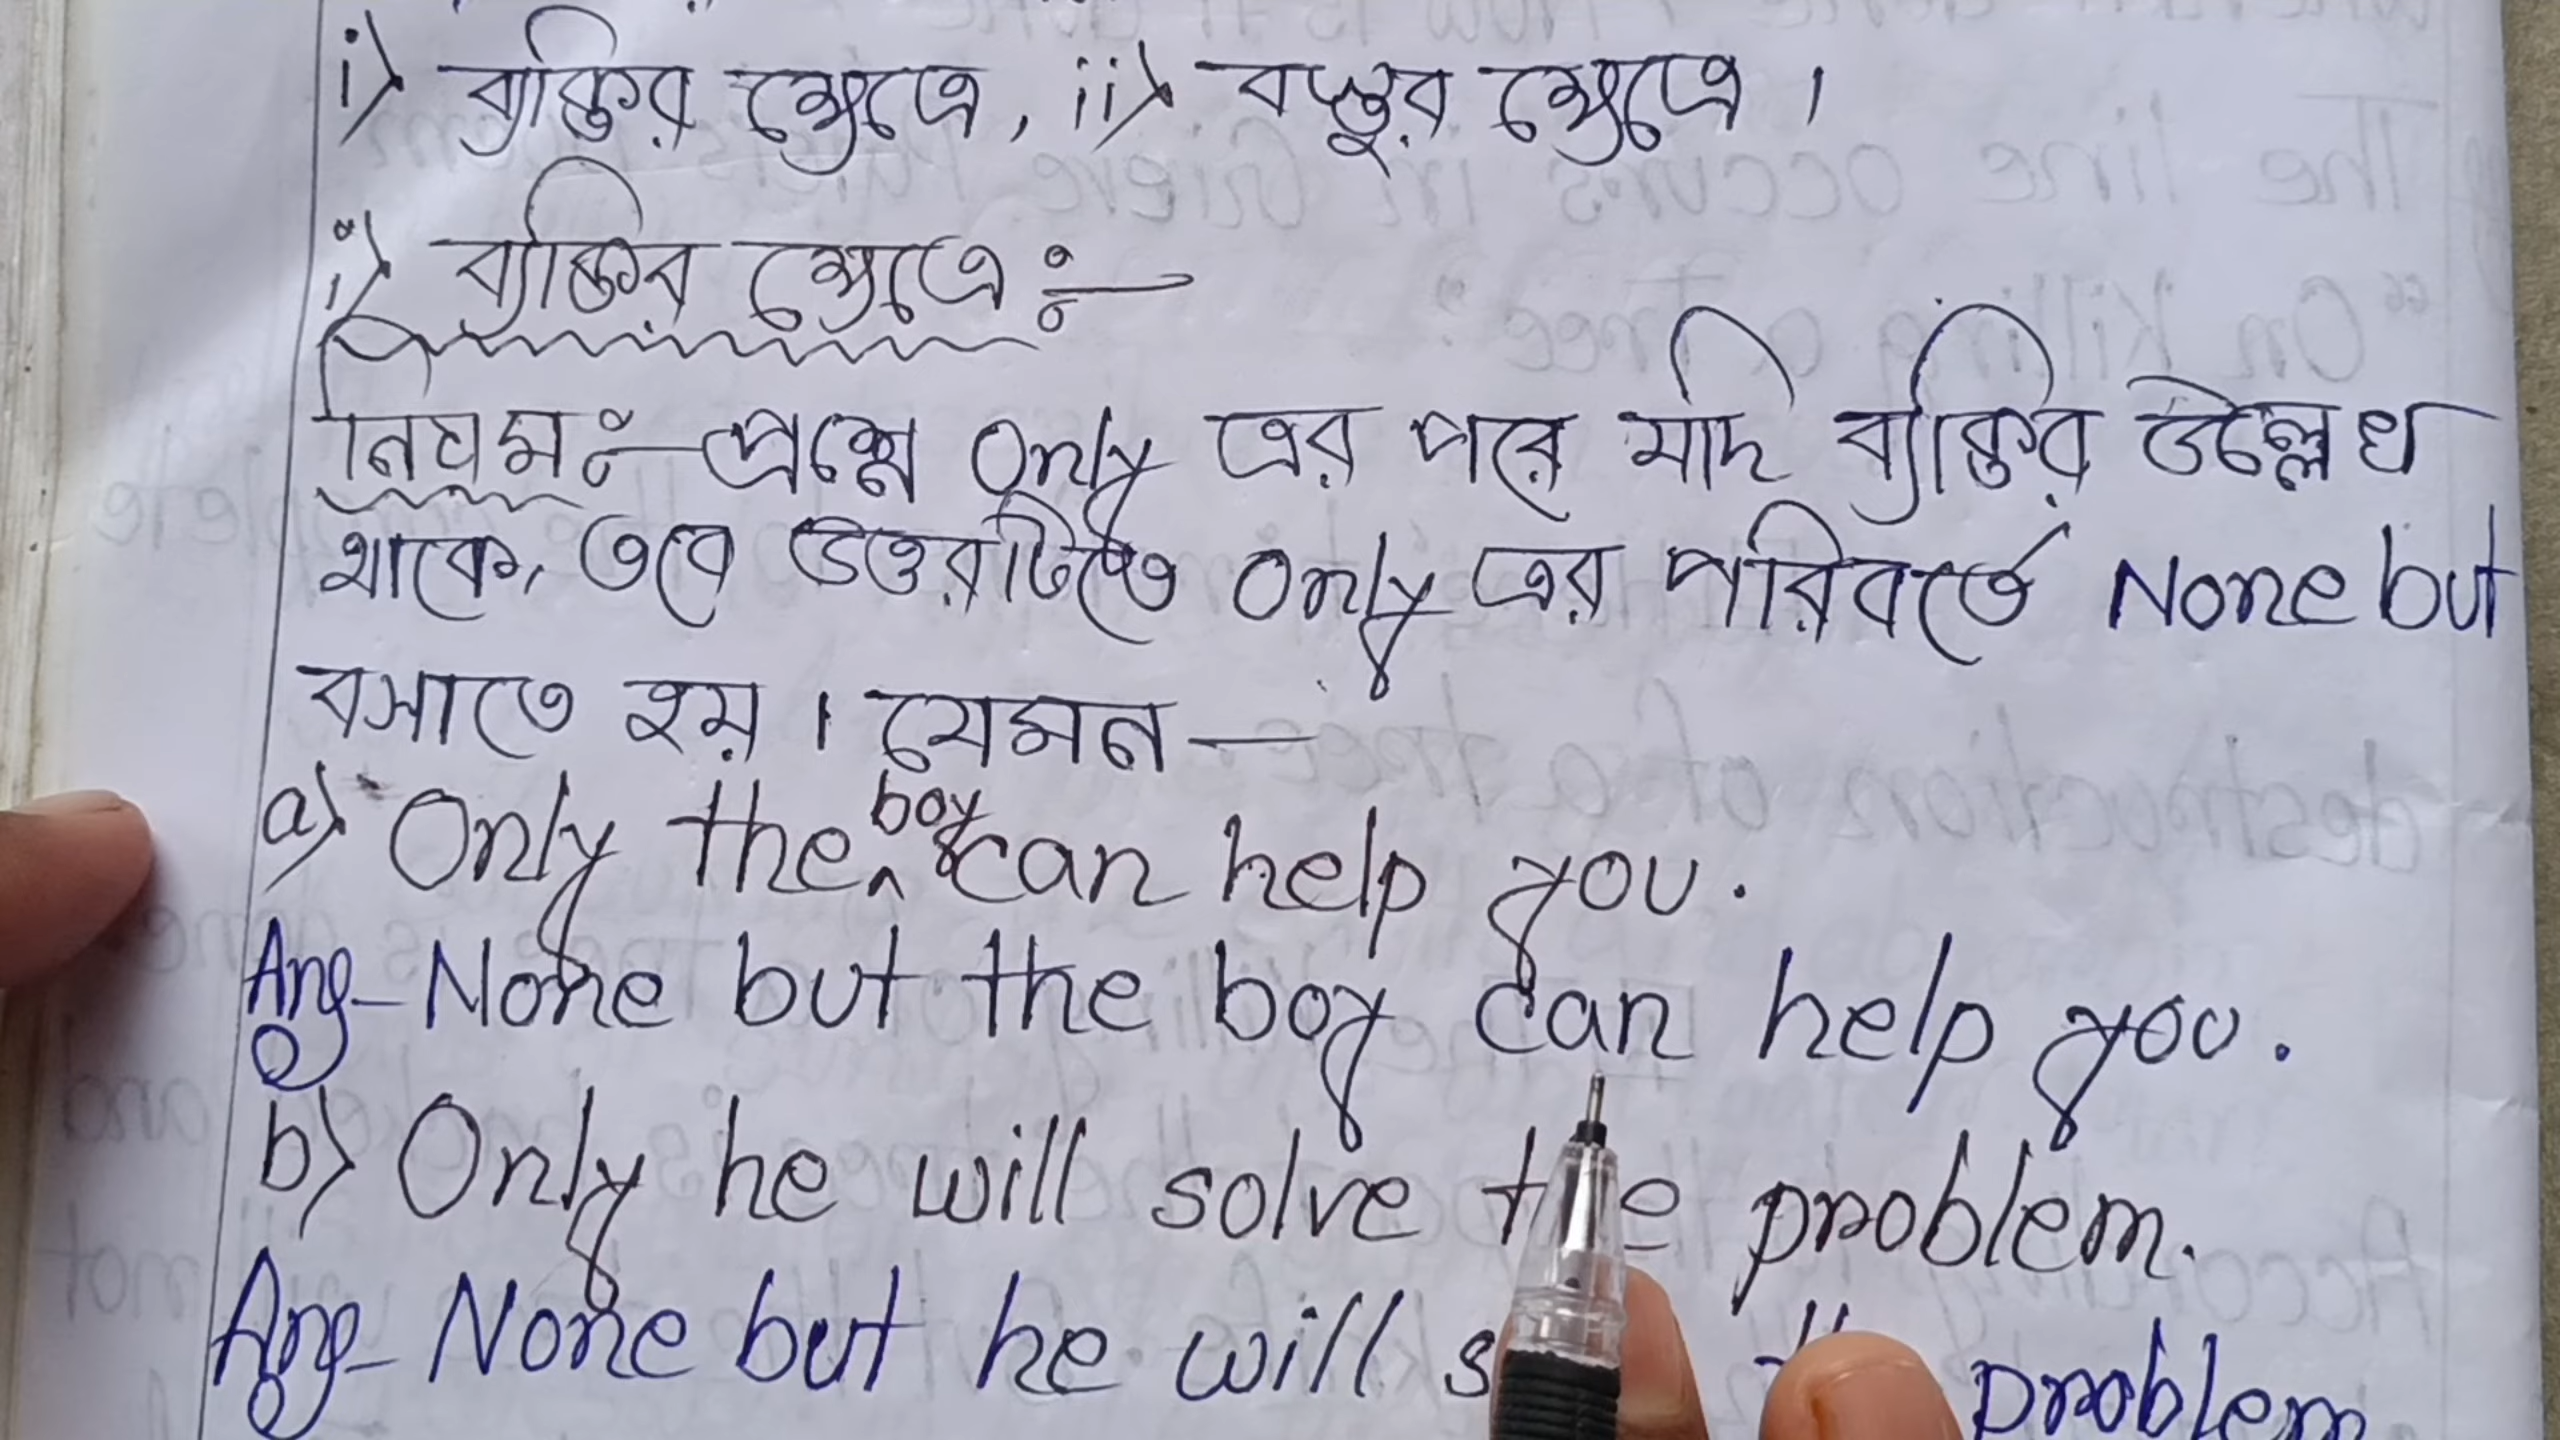 i) ব্যক্তির ক্ষেত্রে, ii) বস্তুর ক্ষেত্রে।
i) ব্যক্তির ক্ষেত্রে :-
নিয়ম :- প্রশ্নে Only এর পরে যদি ব্যক্তির উল্লেখ
থাকে, তবে উত্তরটিতে Only এর পরিবর্তে None but
বসাতে হয়। যেমন—
a) Only the boy can help you.
Ans- None but the boy can help you.
b) Only he will solve the problem.
Ans- None but he will problem